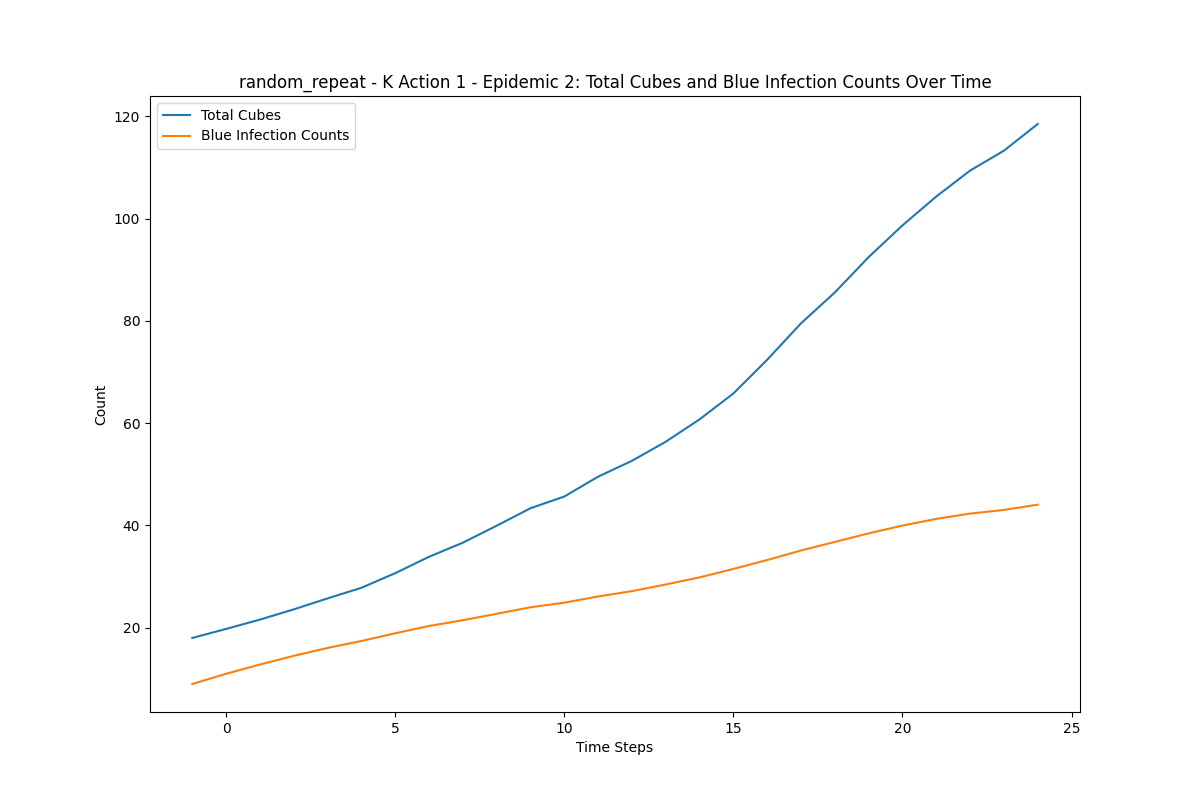 random_repeat - K Action 1 - Epidemic 2: Total Cubes and Blue Infection Counts Over Time
Total Cubes
Blue Infection Counts
120
100
80
60
40
20
Count
0 5 10 15 20 25
Time Steps